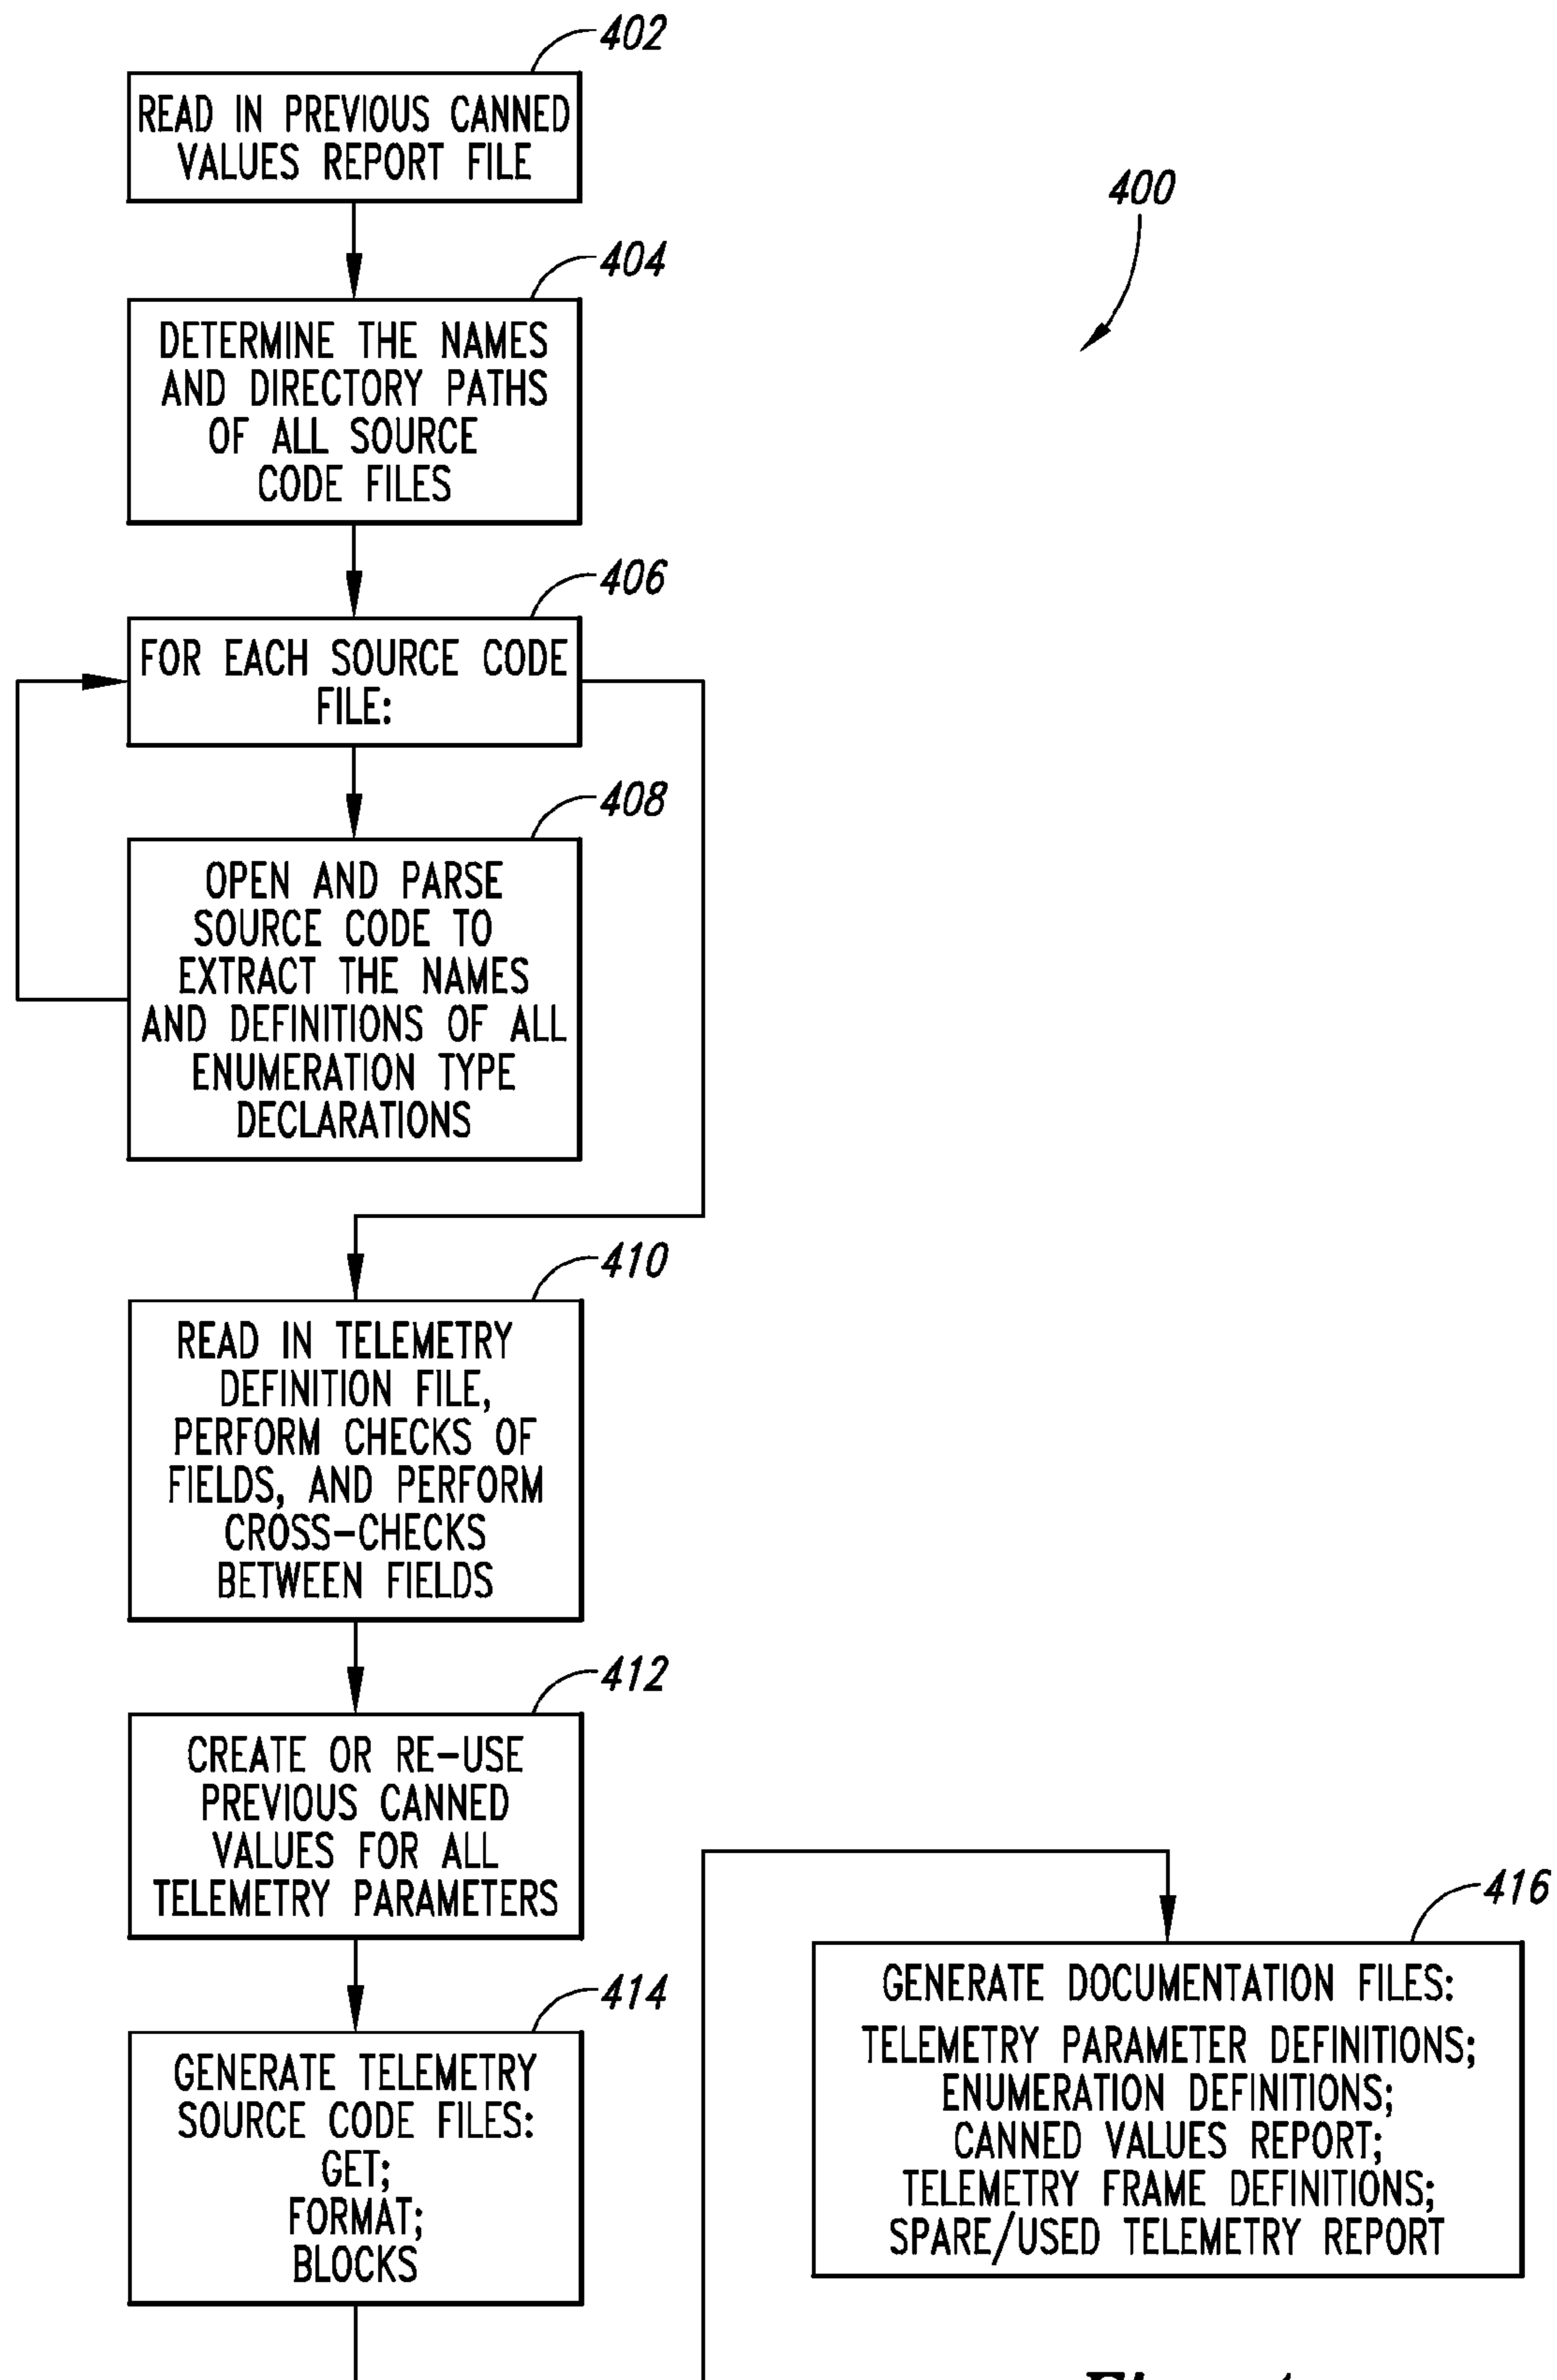 402
READ IN PREVIOUS CANNED
VALUES REPORT FILE
400
404
DETERMINE THE NAMES
AND DIRECTORY PATHS
OF ALL SOURCE
CODE FILES
406
FOR EACH SOURCE CODE
FILE:
408
OPEN AND PARSE
SOURCE CODE TO
EXTRACT THE NAMES
AND DEFINITIONS OF ALL
ENUMERATION TYPE
DECLARATIONS
410
READ IN TELEMETRY
DEFINITION FILE,
PERFORM CHECKS OF
FIELDS, AND PERFORM
CROSS-CHECKS
BETWEEN FIELDS
412
CREATE OR RE-USE
PREVIOUS CANNED
VALUES FOR ALL
TELEMETRY PARAMETERS
414
GENERATE TELEMETRY
SOURCE CODE FILES:
GET;
FORMAT;
BLOCKS
416
GENERATE DOCUMENTATION FILES:
TELEMETRY PARAMETER DEFINITIONS;
ENUMERATION DEFINITIONS;
CANNED VALUES REPORT;
TELEMETRY FRAME DEFINITIONS;
SPARE/USED TELEMETRY REPORT